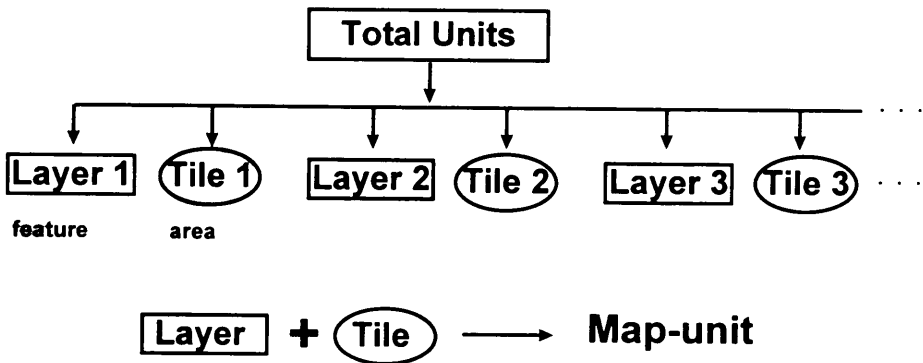 Total Units
Layer 1 Tile 1 Layer 2 Tile 2 Layer 3 Tile 3
feature area
Layer + Tile Map-unit